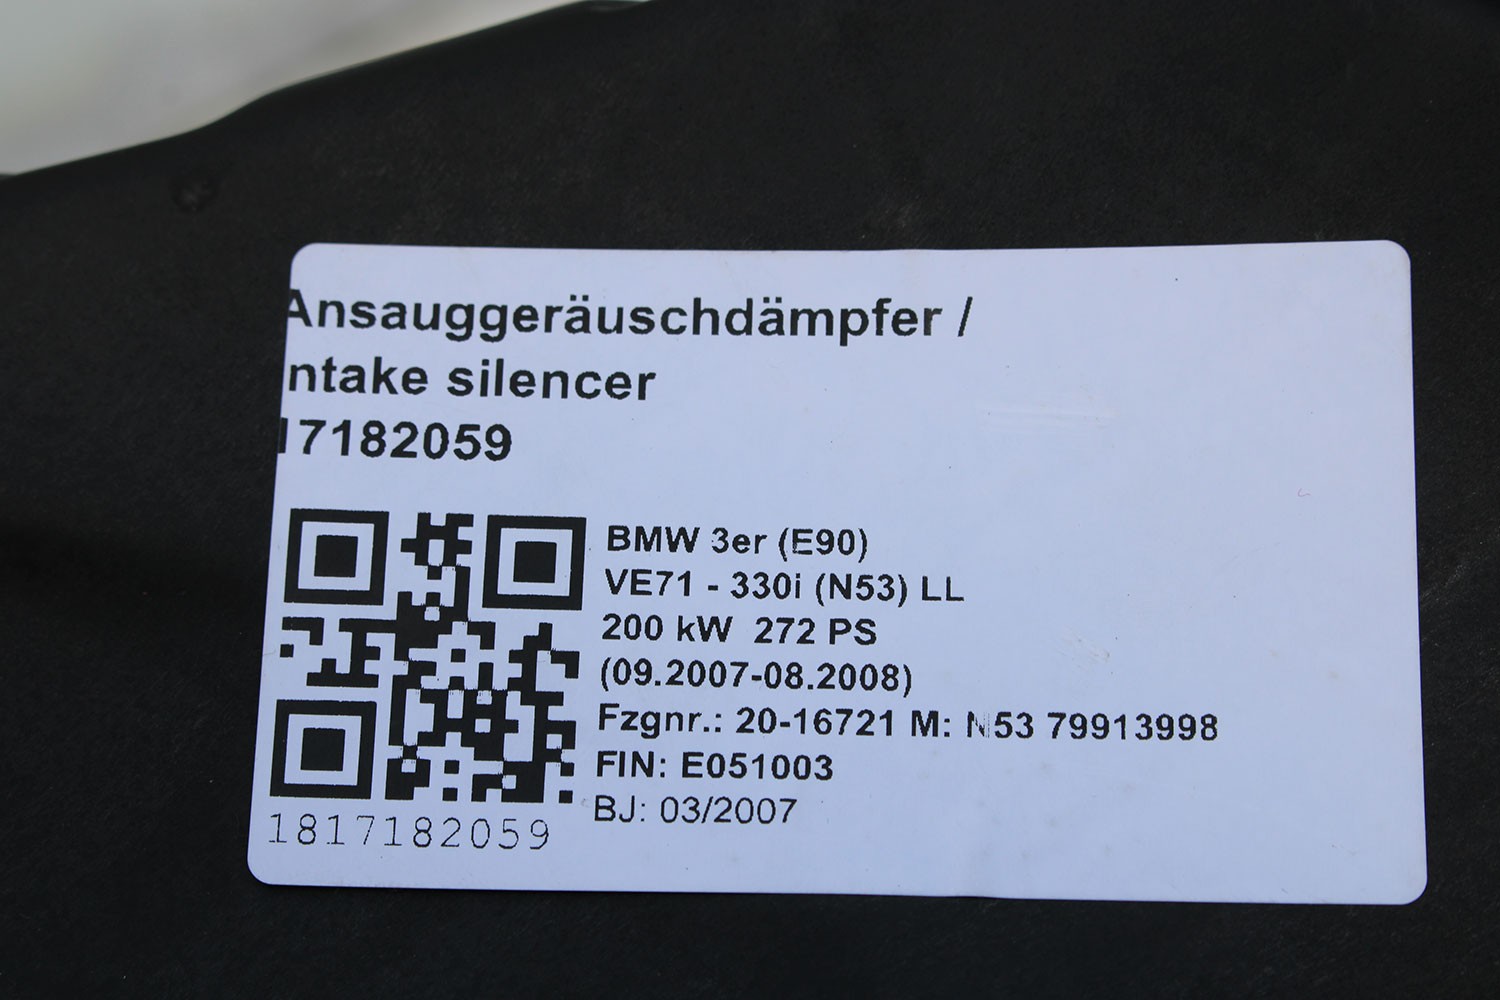 Ansauggeräuschdämpfer /
ntake silencer
17182059
BMW 3er (E90)
VE71 - 330i (N53) LL
200 kW 272 PS
(09.2007-08.2008)
Fzgnr.: 20-16721 M: N53 79913998
FIN: E051003
BJ: 03/2007
1817182059